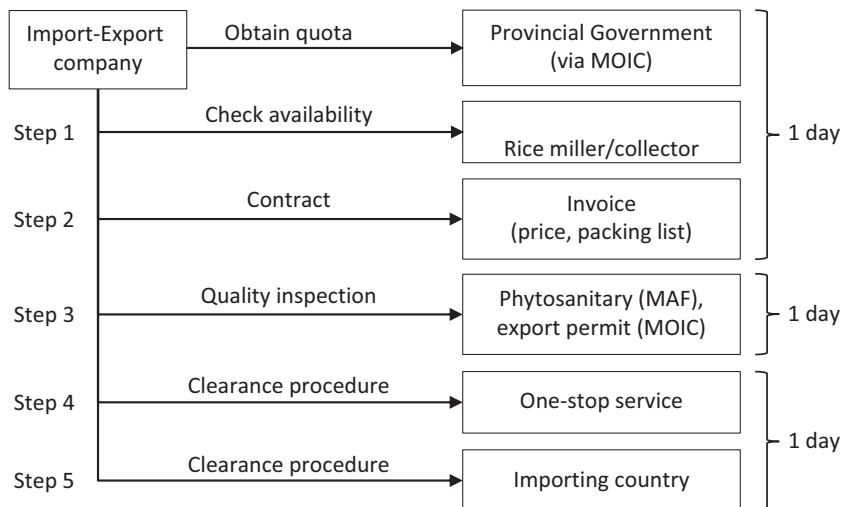 Import-Export
company
Obtain quota
Provincial Government
(via MOIC)
Step 1
Check availability
Rice miller/collector
1 day
Step 2
Contract
Invoice
(price, packing list)
Step 3
Quality inspection
Phytosanitary (MAF),
export permit (MOIC)
1 day
Step 4
Clearance procedure
One-stop service
1 day
Step 5
Clearance procedure
Importing country